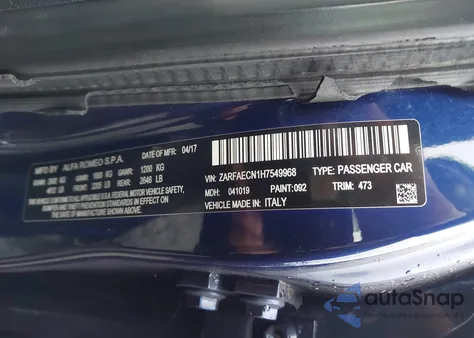 MFD BY: ALFA ROMEO S.P.A. DATE OF MFR: 04/17
1200 KG
2646 LB
VIN: ZARFAECN1H7549968 TYPE: PASSENGER CAR
MDH: 041019 PAINT: 092 TRIM: 473
VEHICLE MADE IN: ITALY
THIS VEHICLE CONFORMS TO ALL APPLICABLE
U.S.A. FEDERAL MOTOR VEHICLE SAFETY,
BUMPER, AND THEFT PREVENTION
STANDARDS IN EFFECT ON THE DATE OF
MANUFACTURE SHOWN ABOVE
autoSnap